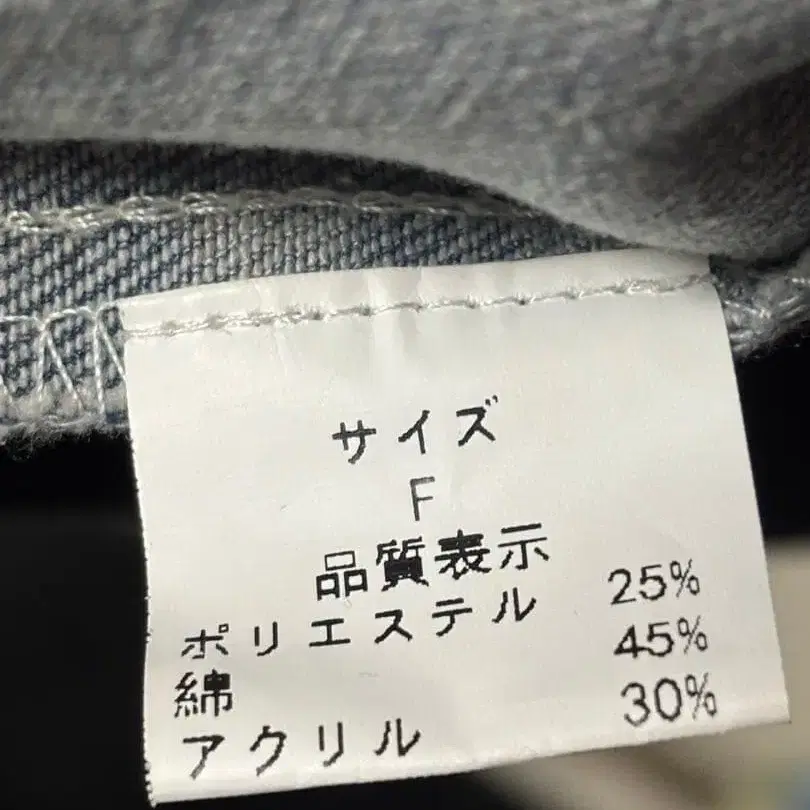 サイズ
F
品質表示
ポリエステル 25%
綿 45%
アクリル 30%